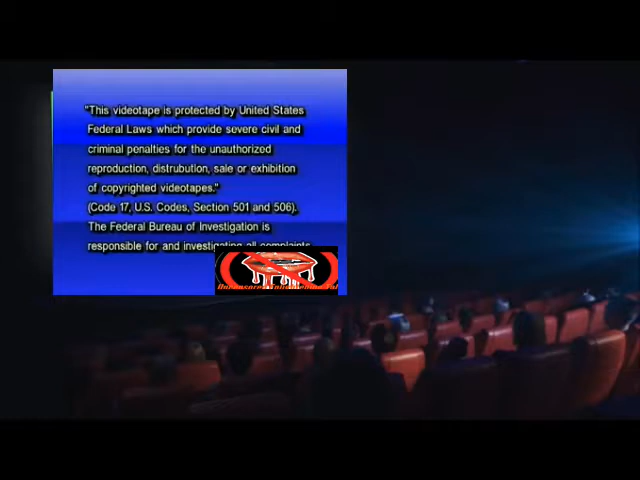 "This videotape is protected by United States
Federal Laws which provide severe civil and
criminal penalties for the unauthorized
reproduction, distrubution, sale or exhibition
of copyrighted videotapes."
(Code 17, U.S. Codes, Section 501 and 506).
The Federal Bureau of Investigation is
responsible for and investigating all complaints